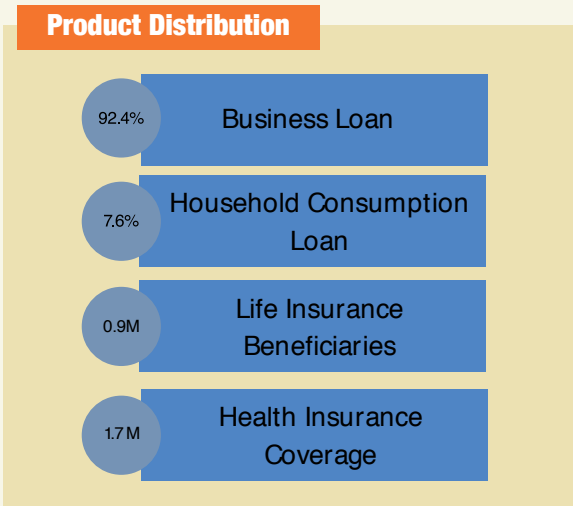 Product Distribution
92.4%
Business Loan
7.6%
Household Consumption
Loan
0.9M
Life Insurance
Beneficiaries
1.7 M
Health Insurance
Coverage